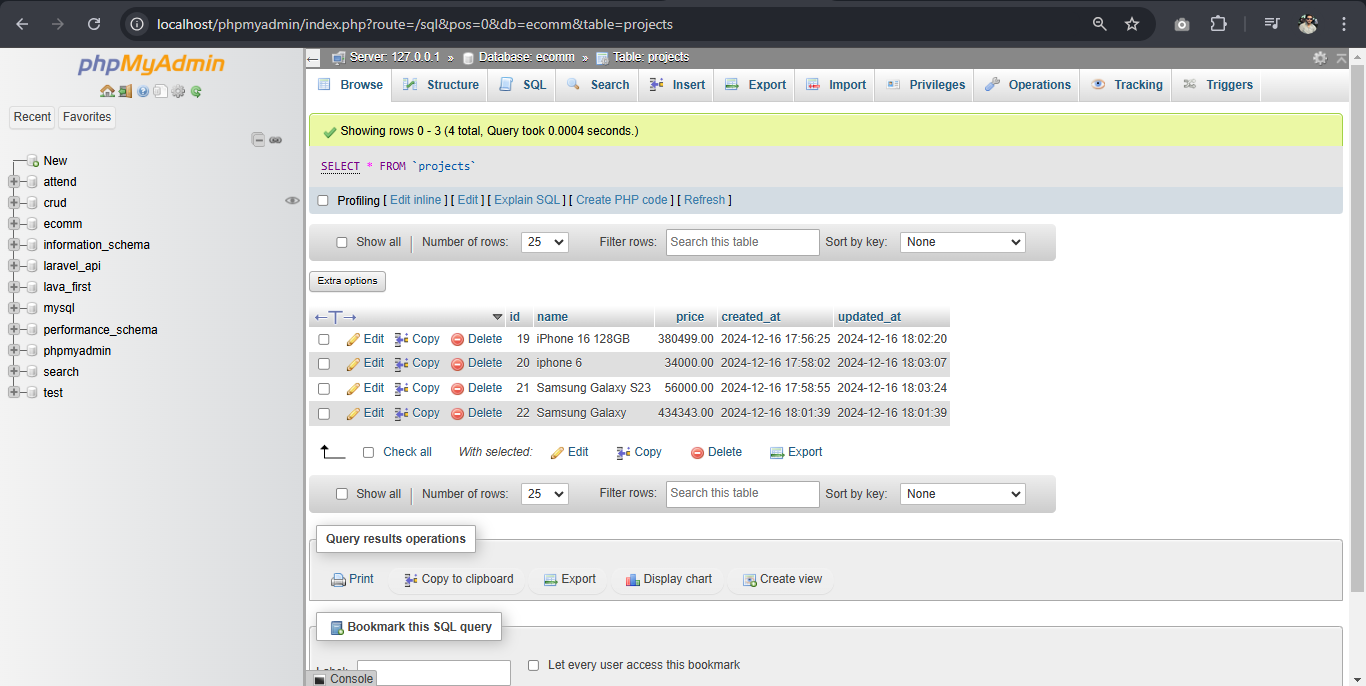 localhost/phpmyadmin/index.php?route=/sql&pos=0&db=ecomm&table=projects
phpMyAdmin
Recent Favorites
New
attend
crud
ecomm
information_schema
laravel_api
lava_first
mysql
performance_schema
phpmyadmin
search
test
Server: 127.0.0.1 » Database: ecomm » Table: projects
Browse Structure SQL Search Insert Export Import Privileges Operations Tracking Triggers
Showing rows 0 - 3 (4 total, Query took 0.0004 seconds.)
SELECT * FROM `projects`
Profiling [ Edit inline ] [ Edit ] [ Explain SQL ] [ Create PHP code ] [ Refresh ]
Show all Number of rows: 25 Filter rows: Search this table Sort by key: None
Extra options
←T→ id name price created_at updated_at
Edit Copy Delete 19 iPhone 16 128GB 380499.00 2024-12-16 17:56:25 2024-12-16 18:02:20
Edit Copy Delete 20 iphone 6 34000.00 2024-12-16 17:58:02 2024-12-16 18:03:07
Edit Copy Delete 21 Samsung Galaxy S23 56000.00 2024-12-16 17:58:55 2024-12-16 18:03:24
Edit Copy Delete 22 Samsung Galaxy 434343.00 2024-12-16 18:01:39 2024-12-16 18:01:39
Check all With selected: Edit Copy Delete Export
Show all Number of rows: 25 Filter rows: Search this table Sort by key: None
Query results operations
Print Copy to clipboard Export Display chart Create view
Bookmark this SQL query
Label: Let every user access this bookmark
Console